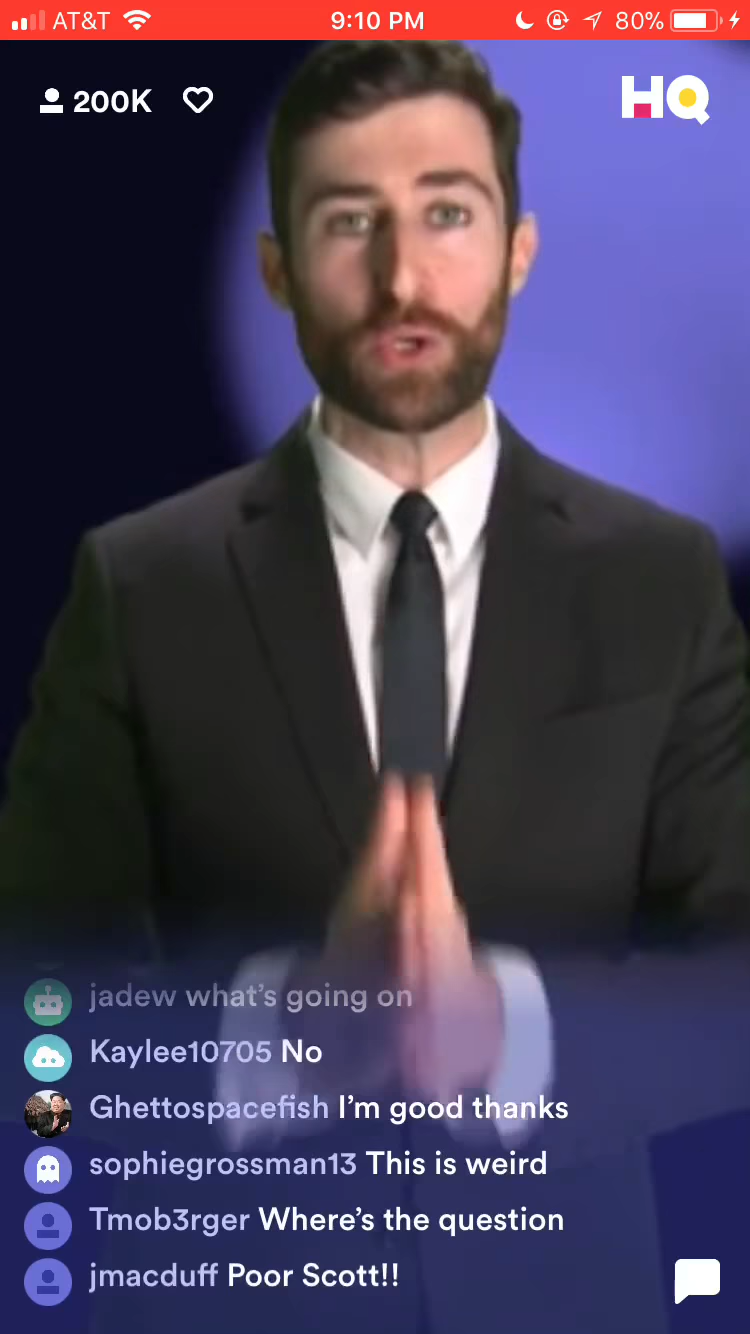 AT&T 9:10 PM 80%
200K HQ
jadew what's going on
Kaylee10705 No
Ghettospacefish I'm good thanks
sophiegrossman13 This is weird
Tmob3rger Where's the question
jmacduff Poor Scott!!